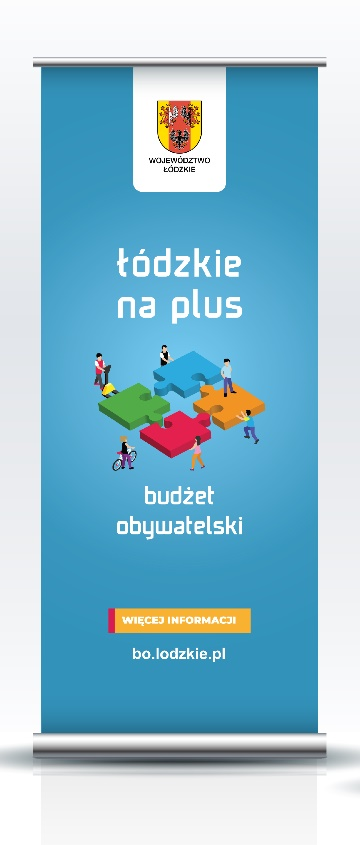 WOJEWÓDZTWO
ŁÓDZKIE
łódzkie
na plus
budżet
obywatelski
WIĘCEJ INFORMACJI
bo.lodzkie.pl